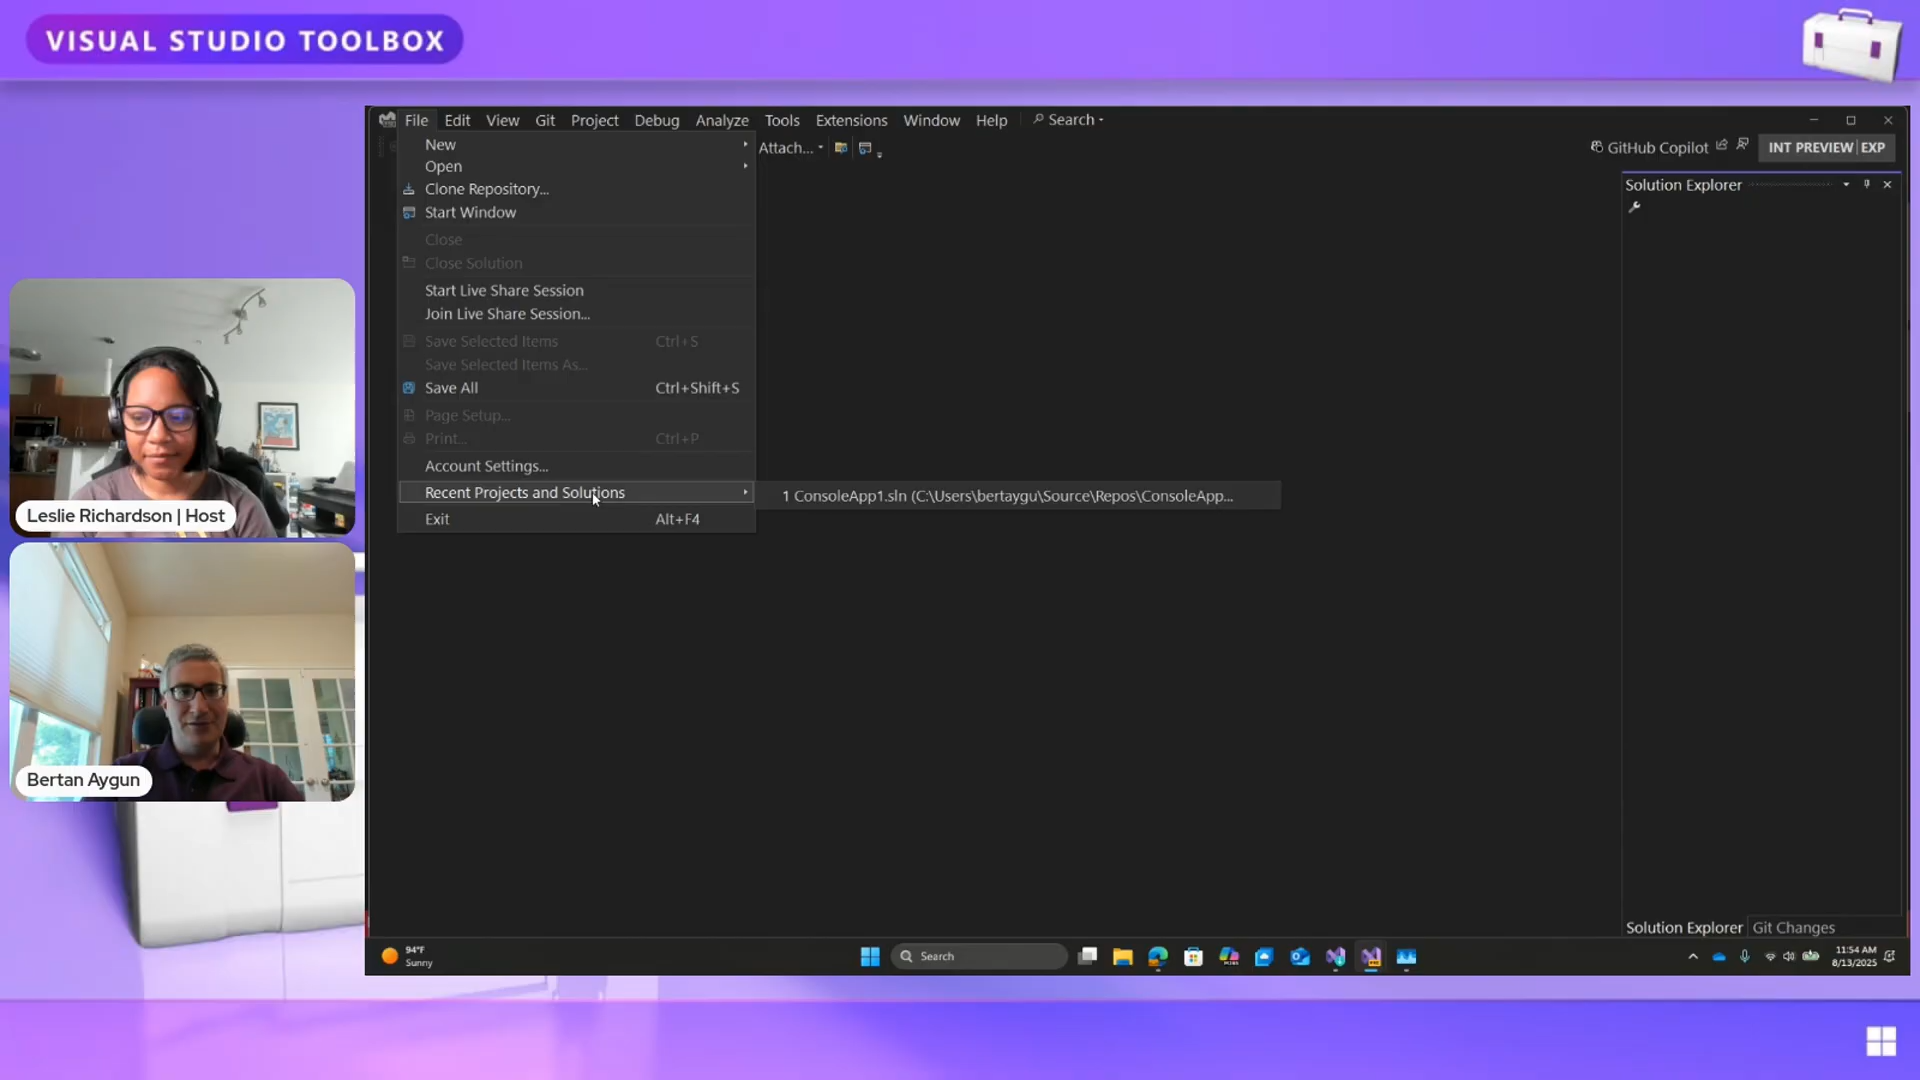 VISUAL STUDIO TOOLBOX
File Edit View Git Project Debug Analyze Tools Extensions Window Help Search
Attach...
GitHub Copilot
INT PREVIEW EXP
New
Open
Clone Repository...
Start Window
Close
Close Solution
Start Live Share Session
Join Live Share Session...
Save Selected Items Ctrl+S
Save Selected Items As...
Save All Ctrl+Shift+S
Page Setup...
Print... Ctrl+P
Account Settings...
Recent Projects and Solutions
Exit Alt+F4
1 ConsoleApp1.sln (C:\Users\bertaygu\Source\Repos\ConsoleApp...
Solution Explorer
Leslie Richardson | Host
Bertan Aygun
Solution Explorer Git Changes
94°F
Sunny
Search
11:54 AM
8/13/2025